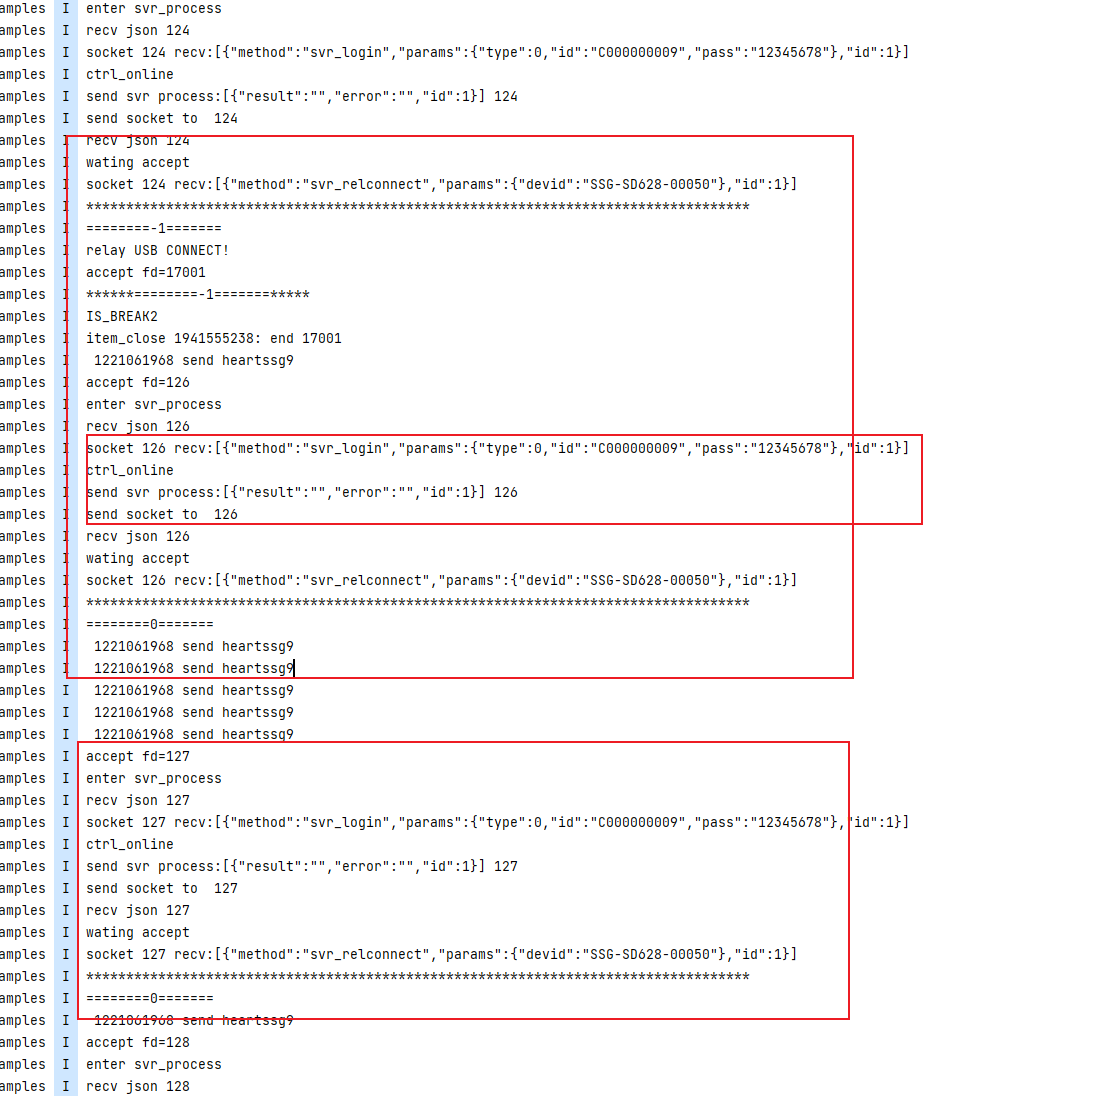 amples I enter svr_process
amples I recv json 124
amples I socket 124 recv:[{"method":"svr_login","params":{"type":0,"id":"C000000009","pass":"12345678"},"id":1}]
amples I ctrl_online
amples I send svr process:[{"result":"","error":"","id":1}] 124
amples I send socket to  124
amples I recv json 124
amples I wating accept
amples I socket 124 recv:[{"method":"svr_relconnect","params":{"devid":"SSG-SD628-00050"},"id":1}]
amples I ***********************************************************************************
amples I ========-1=======
amples I relay USB CONNECT!
amples I accept fd=17001
amples I ******========-1=======*****
amples I IS_BREAK2
amples I item_close 1941555238: end 17001
amples I  1221061968 send heartssg9
amples I accept fd=126
amples I enter svr_process
amples I recv json 126
amples I socket 126 recv:[{"method":"svr_login","params":{"type":0,"id":"C000000009","pass":"12345678"},"id":1}]
amples I ctrl_online
amples I send svr process:[{"result":"","error":"","id":1}] 126
amples I send socket to  126
amples I recv json 126
amples I wating accept
amples I socket 126 recv:[{"method":"svr_relconnect","params":{"devid":"SSG-SD628-00050"},"id":1}]
amples I ***********************************************************************************
amples I ========0=======
amples I  1221061968 send heartssg9
amples I  1221061968 send heartssg9
amples I  1221061968 send heartssg9
amples I  1221061968 send heartssg9
amples I  1221061968 send heartssg9
amples I accept fd=127
amples I enter svr_process
amples I recv json 127
amples I socket 127 recv:[{"method":"svr_login","params":{"type":0,"id":"C000000009","pass":"12345678"},"id":1}]
amples I ctrl_online
amples I send svr process:[{"result":"","error":"","id":1}] 127
amples I send socket to  127
amples I recv json 127
amples I wating accept
amples I socket 127 recv:[{"method":"svr_relconnect","params":{"devid":"SSG-SD628-00050"},"id":1}]
amples I ***********************************************************************************
amples I ========0=======
amples I  1221061968 send heartssg9
amples I accept fd=128
amples I enter svr_process
amples I recv json 128